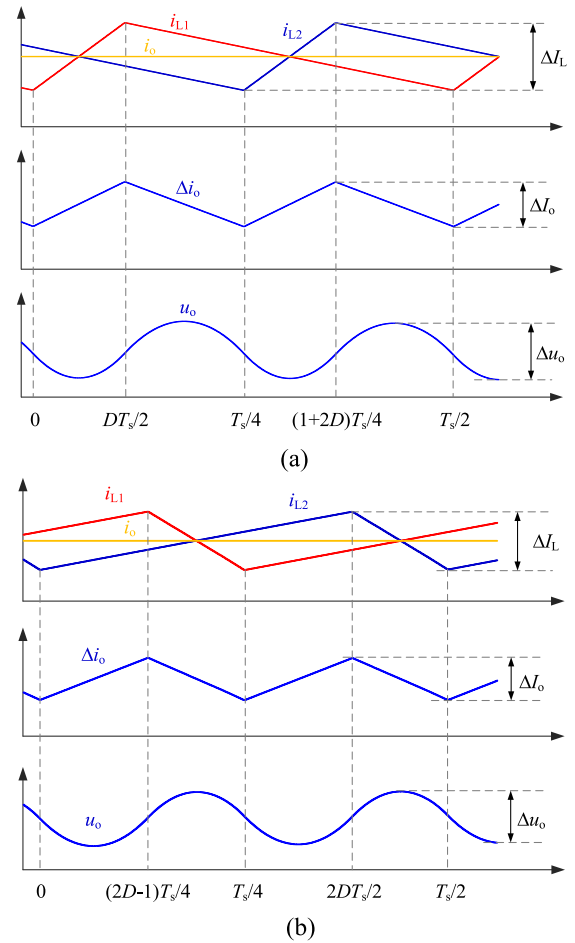 iL1 iL2
io
ΔIL
Δio
ΔIo
uo
Δuo
0 DTs/2 Ts/4 (1+2D)Ts/4 Ts/2
(a)
iL1 iL2
io
ΔIL
Δio
ΔIo
uo
Δuo
0 (2D-1)Ts/4 Ts/4 2DTs/2 Ts/2
(b)